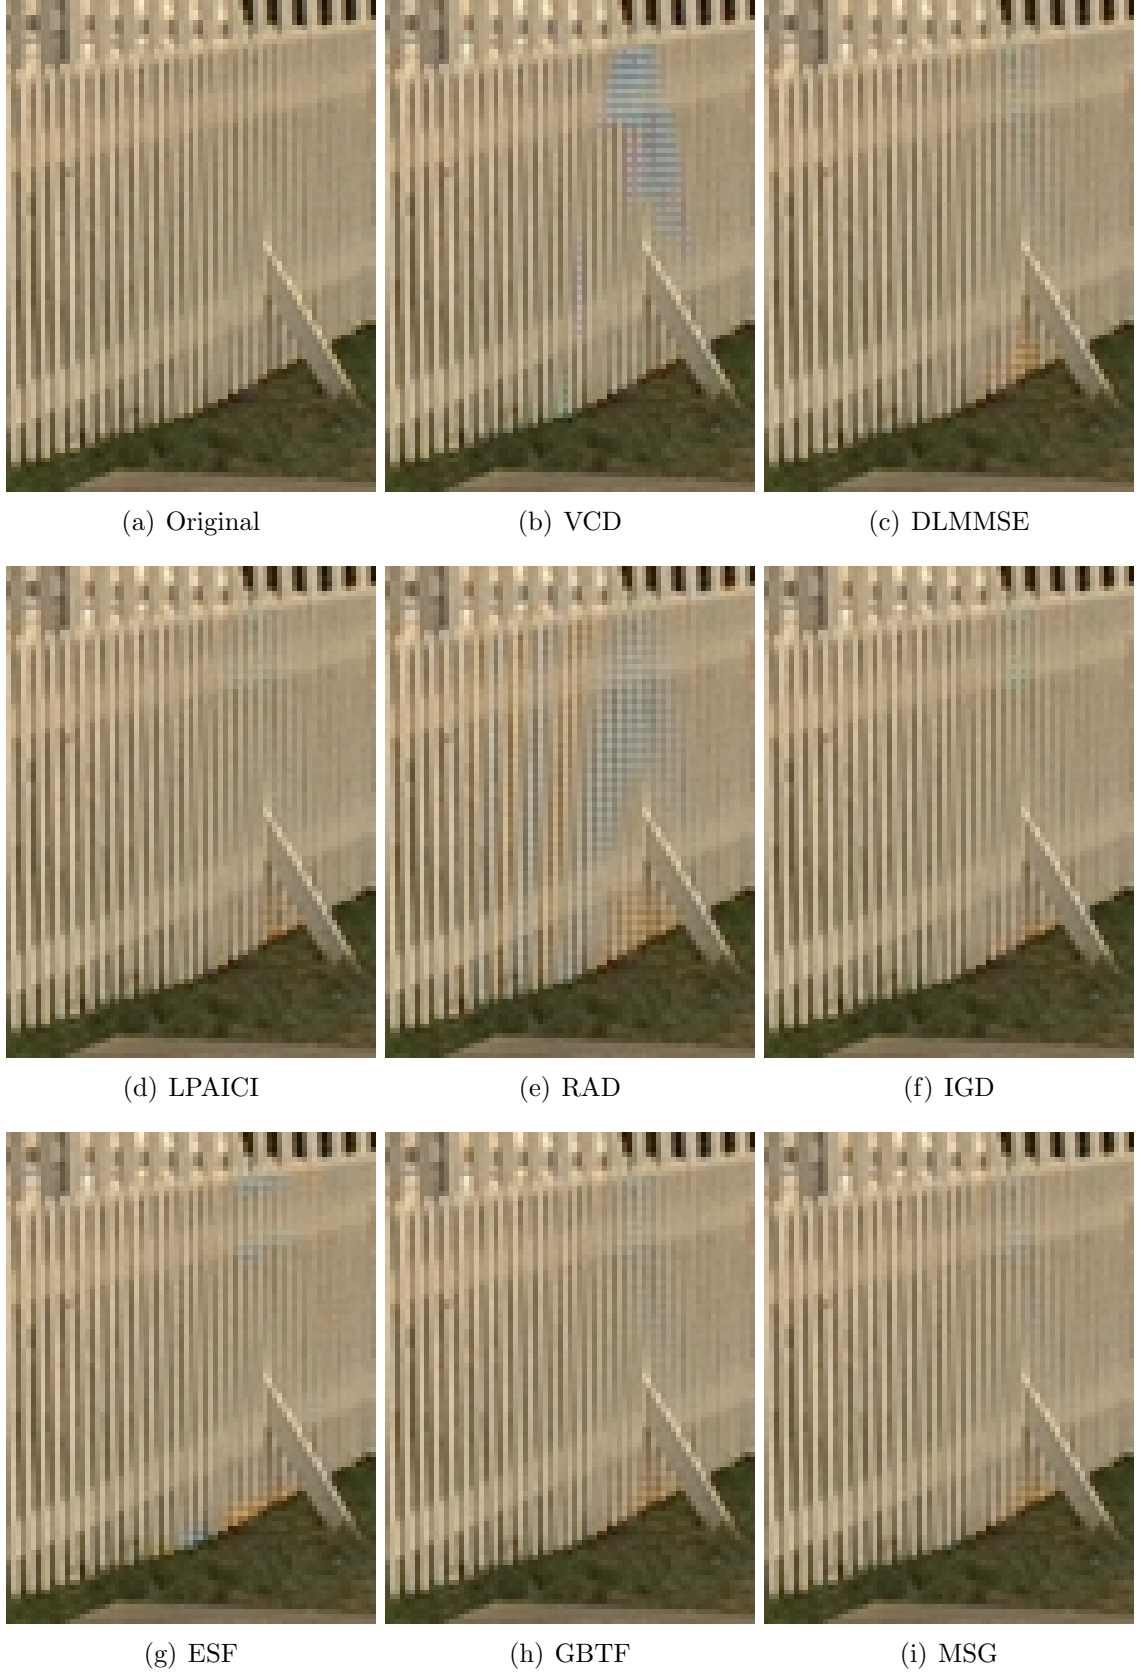 (a) Original
(b) VCD
(c) DLMMSE
(d) LPAICI
(e) RAD
(f) IGD
(g) ESF
(h) GBTF
(i) MSG